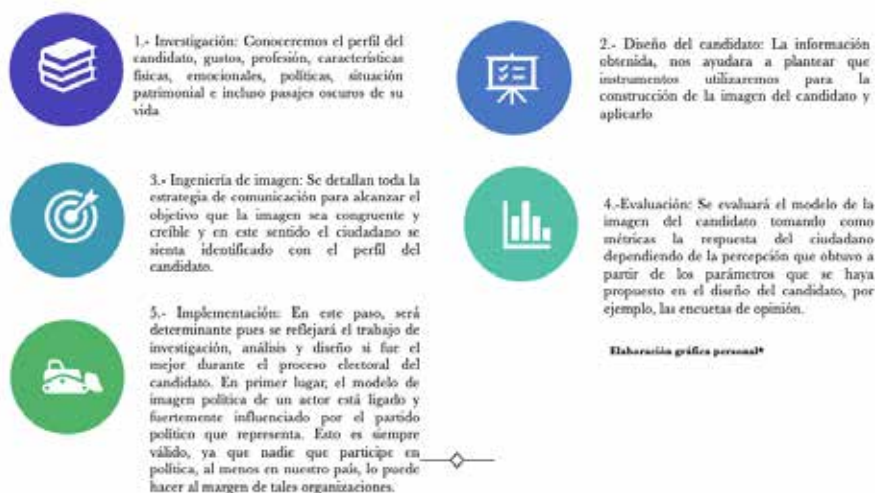 1.- Investigación: Conoceremos el perfil del
candidato, gustos, profesión, características
físicas, emocionales, políticas, situación
patrimonial e incluso pasajes oscuros de su
vida
2.- Diseño del candidato: La información
obtenida, nos ayudara a plantear que
instrumentos utilizaremos para la
construcción de la imagen del candidato y
aplicarlo
3.- Ingeniería de imagen: Se detallan toda la
estrategia de comunicación para alcanzar el
objetivo que la imagen sea congruente y
creíble y en este sentido el ciudadano se
sienta identificado con el perfil del
candidato.
4.-Evaluación: Se evaluará el modelo de la
imagen del candidato tomando como
métricas la respuesta del ciudadano
dependiendo de la percepción que obtuvo a
partir de los parámetros que se haya
propuesto en el diseño del candidato, por
ejemplo, las encuetas de opinión.
5.- Implementación: En este paso, será
determinante pues se reflejará el trabajo de
investigación, análisis y diseño si fue el
mejor durante el proceso electoral del
candidato. En primer lugar, el modelo de
imagen política de un actor está ligado y
fuertemente influenciado por el partido
político que representa. Esto es siempre
válido, ya que nadie que participe en
política, al menos en nuestro país, lo puede
hacer al margen de tales organizaciones.
Elaboración gráfica personal*